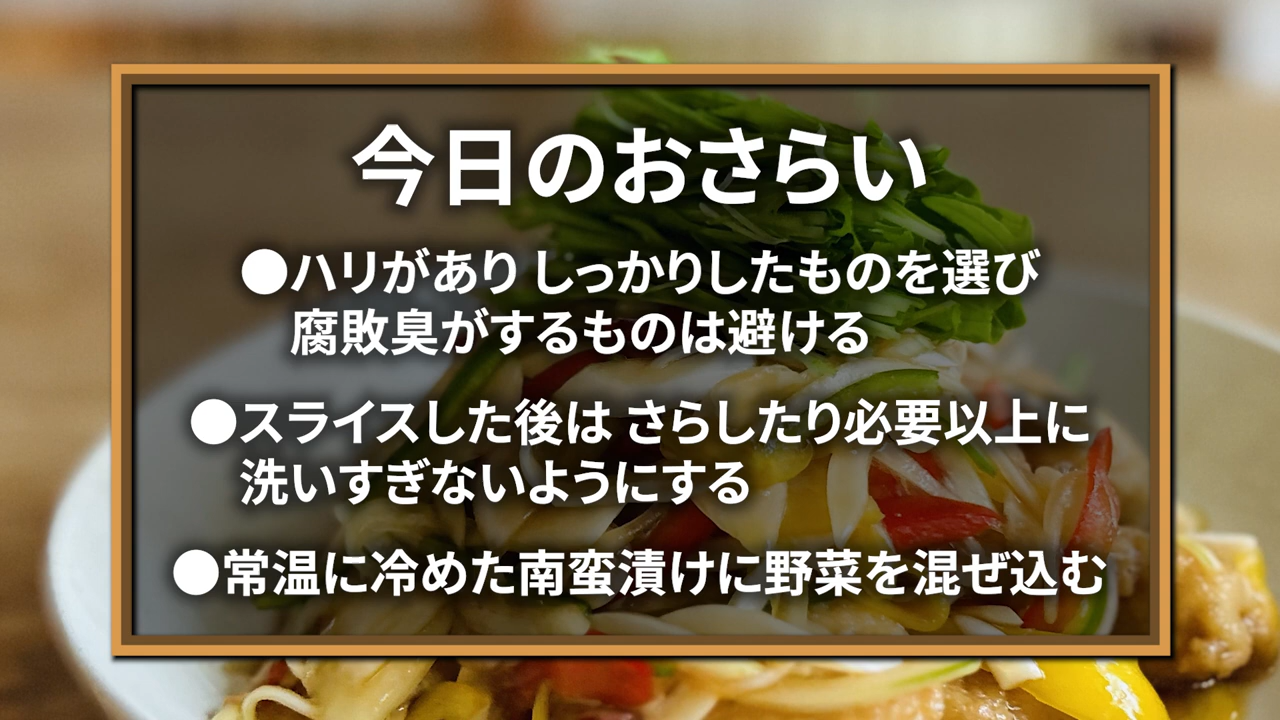 今日のおさらい
●ハリがあり しっかりしたものを選び
腐敗臭がするものは避ける
●スライスした後は さらしたり必要以上に
洗いすぎないようにする
●常温に冷めた南蛮漬けに野菜を混ぜ込む